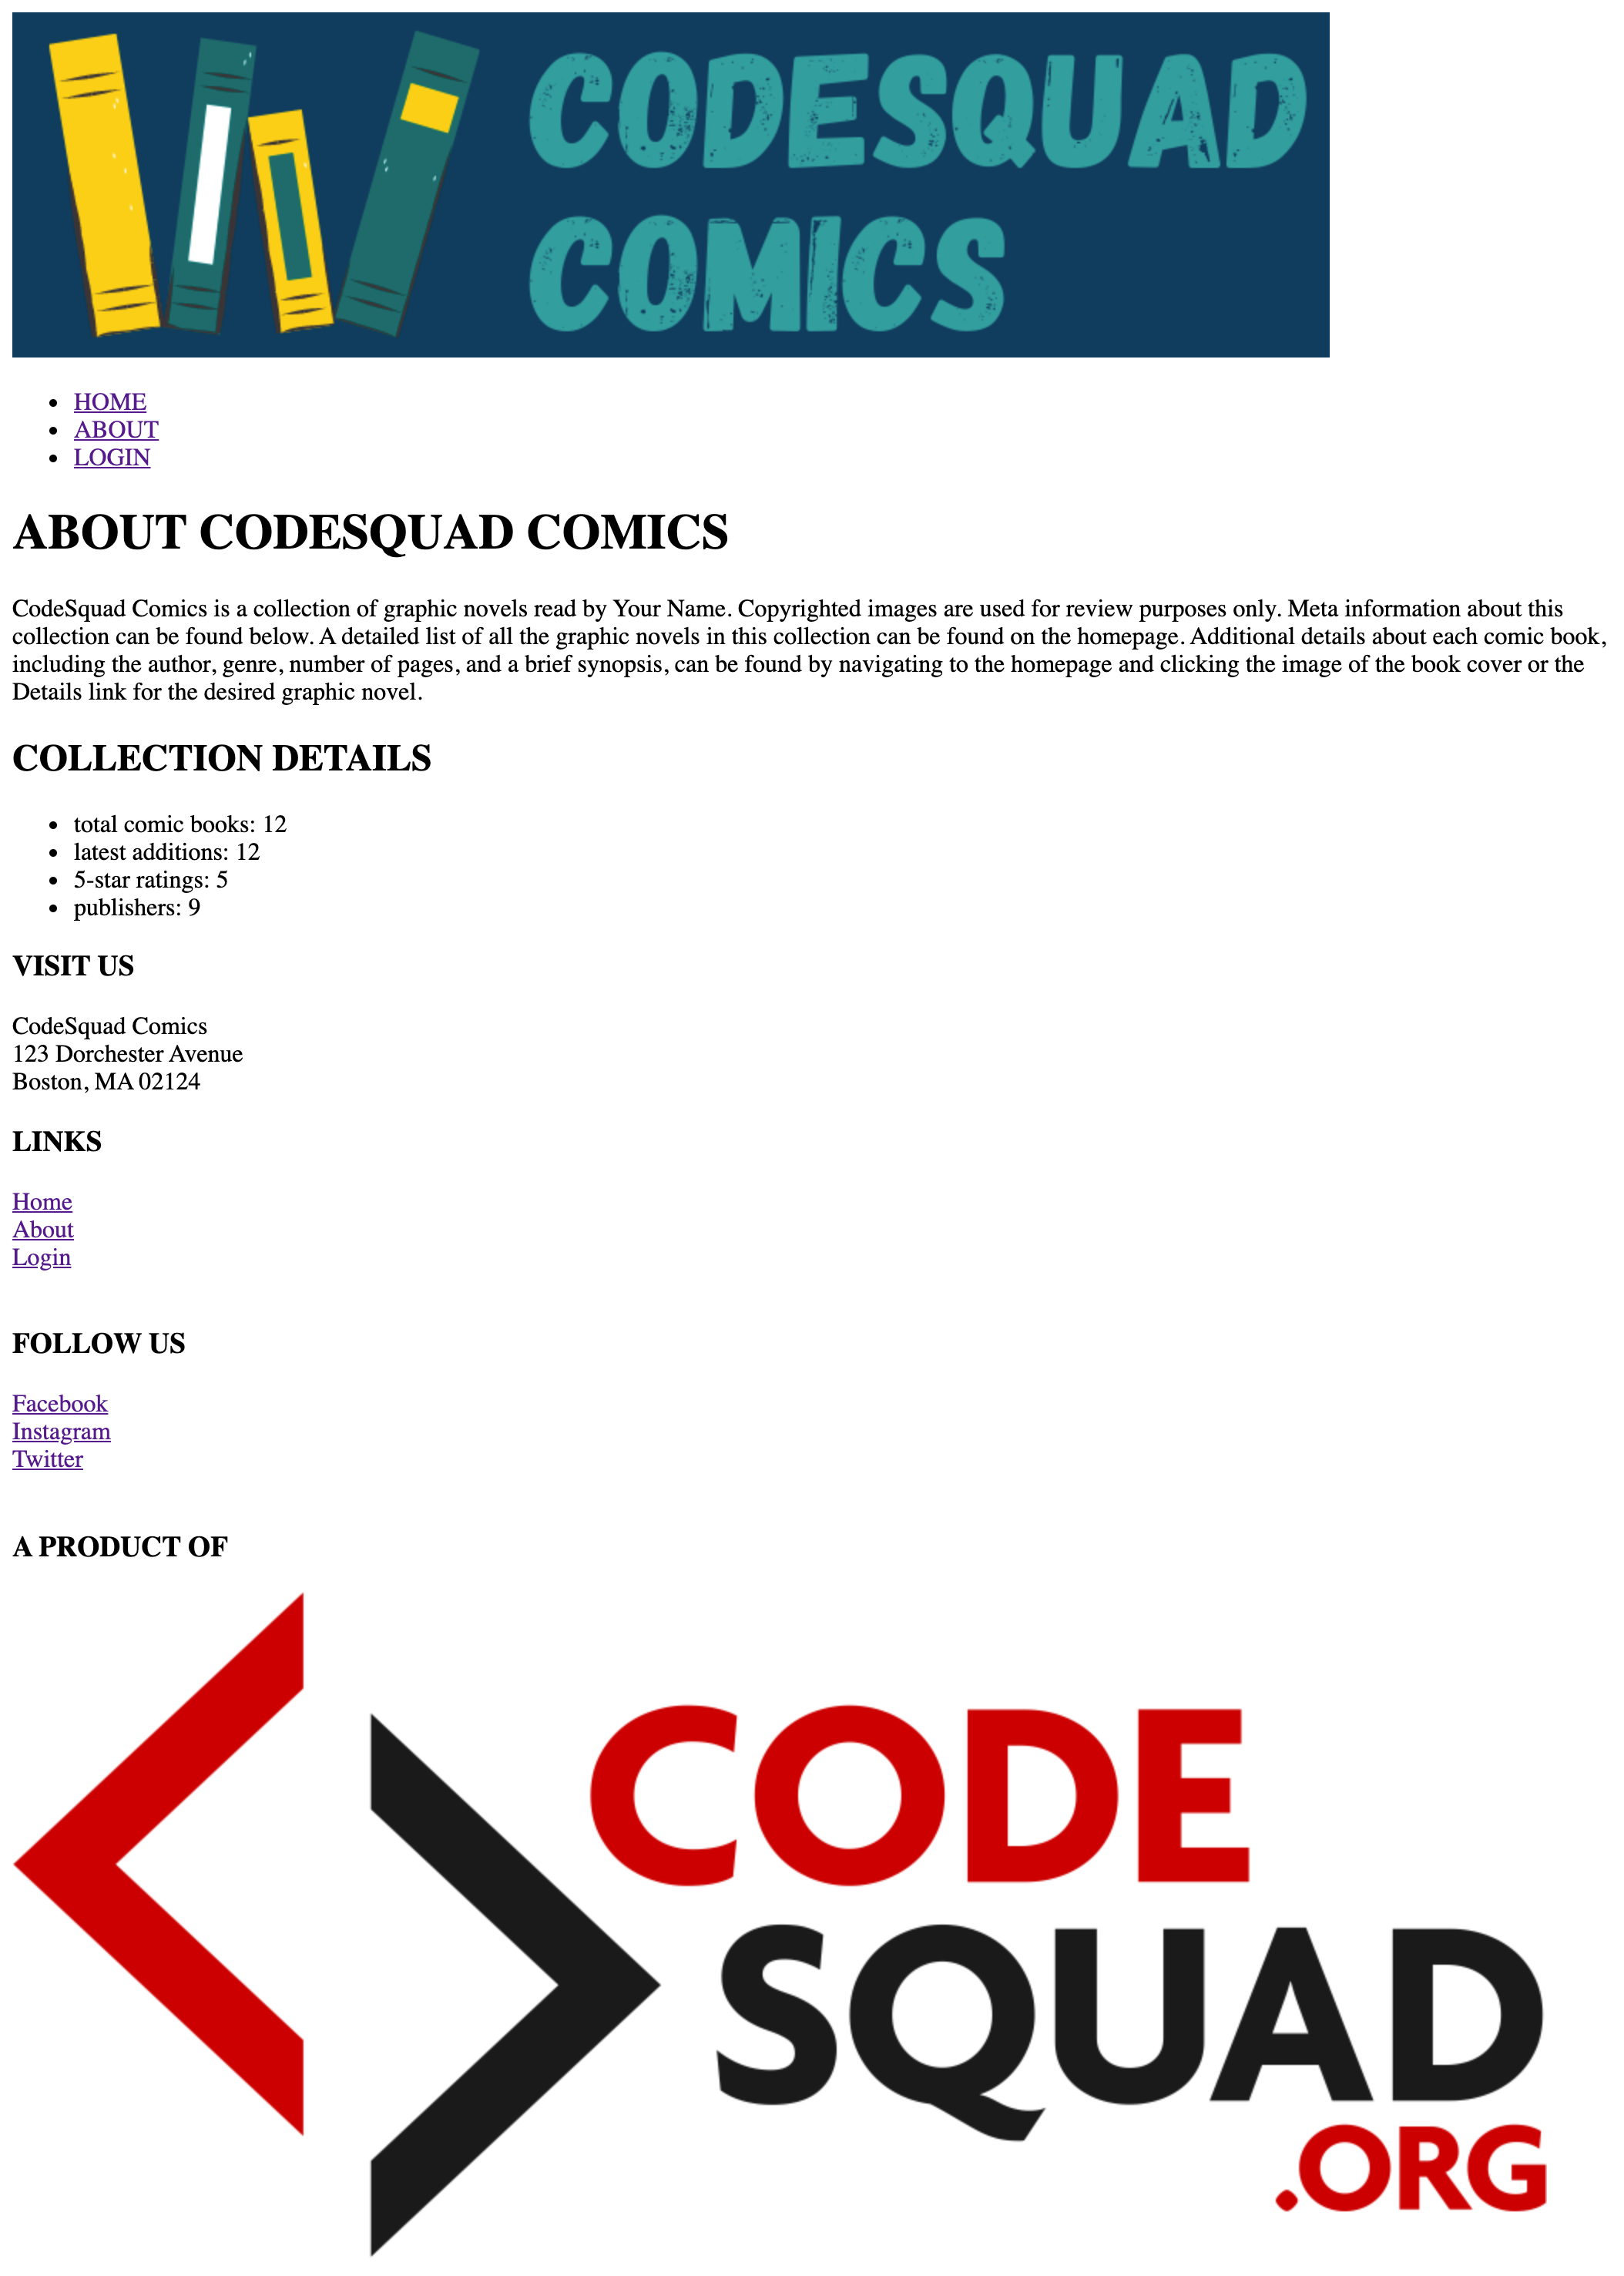 CODESQUAD
COMICS
HOME
ABOUT
LOGIN
ABOUT CODESQUAD COMICS
CodeSquad Comics is a collection of graphic novels read by Your Name. Copyrighted images are used for review purposes only. Meta information about this
collection can be found below. A detailed list of all the graphic novels in this collection can be found on the homepage. Additional details about each comic book,
including the author, genre, number of pages, and a brief synopsis, can be found by navigating to the homepage and clicking the image of the book cover or the
Details link for the desired graphic novel.
COLLECTION DETAILS
total comic books: 12
latest additions: 12
5-star ratings: 5
publishers: 9
VISIT US
CodeSquad Comics
123 Dorchester Avenue
Boston, MA 02124
LINKS
Home
About
Login
FOLLOW US
Facebook
Instagram
Twitter
A PRODUCT OF
CODE
SQUAD
.ORG